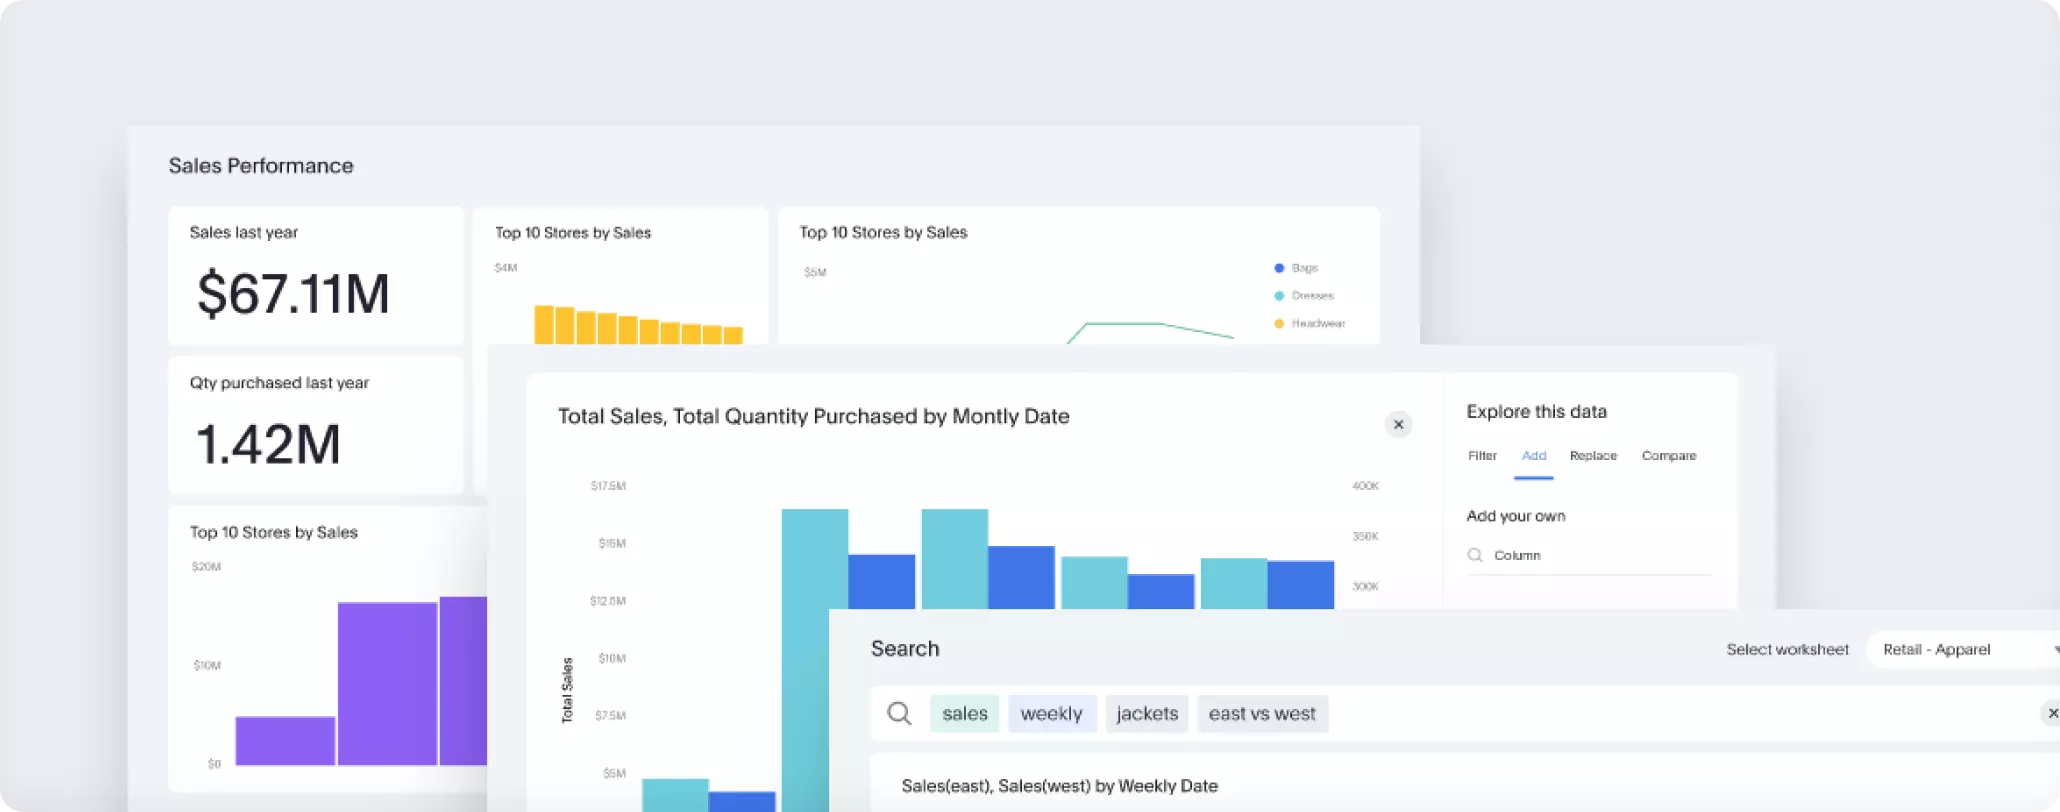 Sales Performance
Sales last year
$67.11M
Qty purchased last year
1.42M
Top 10 Stores by Sales
$4M
Top 10 Stores by Sales
$5M
Bags
Dresses
Headwear
Top 10 Stores by Sales
$20M
$10M
$0
Total Sales, Total Quantity Purchased by Montly Date
$17.5M
$15M
$12.5M
$10M
$7.5M
$5M
Total Sales
400K
350K
300K
Explore this data
Filter Add Replace Compare
Add your own
Column
Search
Select worksheet Retail - Apparel
sales weekly jackets east vs west
Sales(east), Sales(west) by Weekly Date